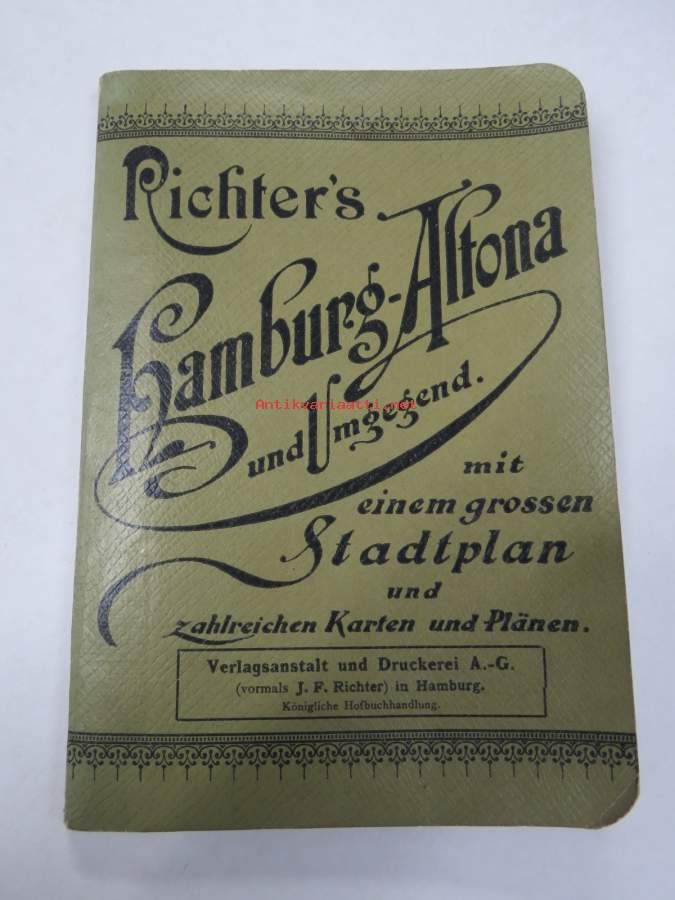 Richter's
Hamburg-Altona
und Umgegend.
mit
einem grossen
Stadtplan
und
zahlreichen Karten und Plänen.
Verlagsanstalt und Druckerei A.-G.
(vormals J. F. Richter) in Hamburg.
Königliche Hofbuchhandlung.
Antikvariaatti.net